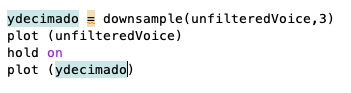 ydecimado = downsample(unfilteredVoice,3)
plot (unfilteredVoice)
hold on
plot (ydecimado)